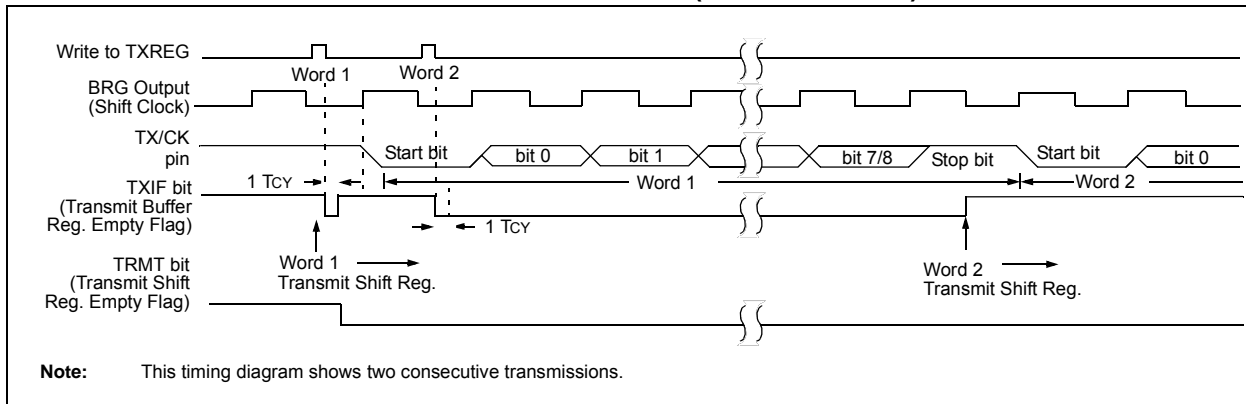 Write to TXREG
Word 1
Word 2
BRG Output
(Shift Clock)
TX/CK
pin
Start bit
bit 0
bit 1
bit 7/8
Stop bit
Start bit
bit 0
1 TCY
Word 1
Word 2
TXIF bit
(Transmit Buffer
Reg. Empty Flag)
1 TCY
Word 1
Transmit Shift Reg.
Word 2
Transmit Shift Reg.
TRMT bit
(Transmit Shift
Reg. Empty Flag)
Note: This timing diagram shows two consecutive transmissions.